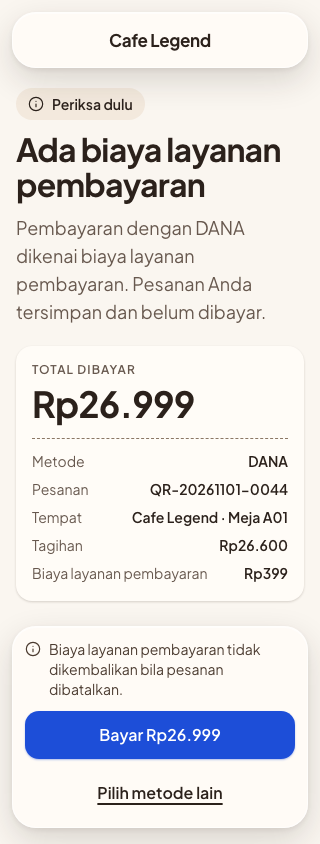 Cafe Legend
Periksa dulu
Ada biaya layanan
pembayaran
Pembayaran dengan DANA
dikenai biaya layanan
pembayaran. Pesanan Anda
tersimpan dan belum dibayar.
TOTAL DIBAYAR
Rp26.999
Metode DANA
Pesanan QR-20261101-0044
Tempat Cafe Legend · Meja A01
Tagihan Rp26.600
Biaya layanan pembayaran Rp399
Biaya layanan pembayaran tidak
dikembalikan bila pesanan
dibatalkan.
Bayar Rp26.999
Pilih metode lain